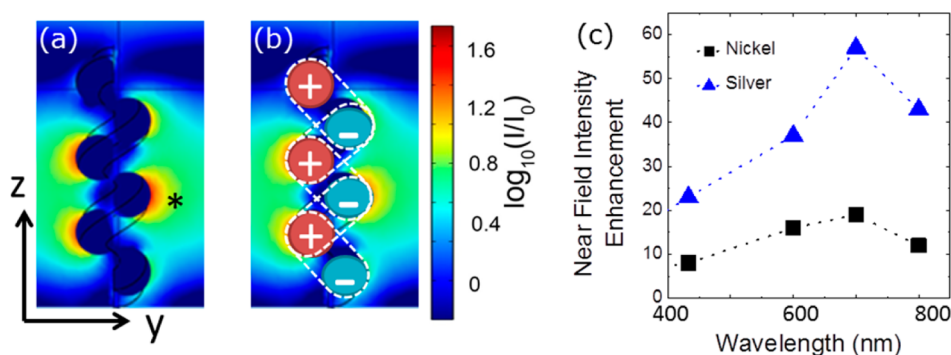 (a)
z
y
*
(b)
+
−
+
−
+
−
1.6
1.2
0.8
0.4
0
log10(I/I0)
(c)
Near Field Intensity
Enhancement
60
50
40
30
20
10
0
Nickel
Silver
400
600
800
Wavelength (nm)